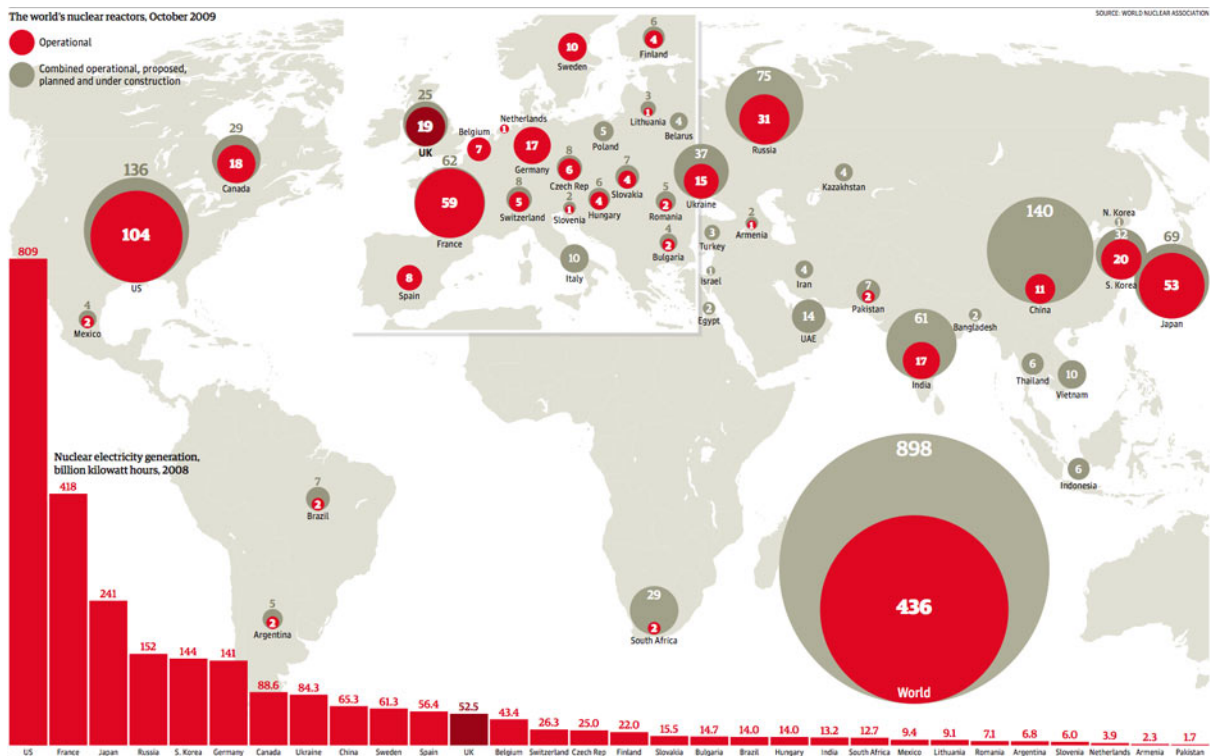 The world's nuclear reactors, October 2009
SOURCE: WORLD NUCLEAR ASSOCIATION
Operational
Combined operational, proposed,
planned and under construction
29
18
Canada
136
104
US
4
2
Mexico
7
2
Brazil
5
2
Argentina
10
Sweden
6
4
Finland
25
19
UK
Netherlands
1
Belgium
7
17
Germany
3
1
Lithuania
4
Belarus
5
Poland
62
59
France
8
5
Switzerland
8
6
Czech Rep
7
4
Slovakia
2
1
Slovenia
6
4
Hungary
5
2
Romania
4
2
Bulgaria
10
Italy
8
Spain
37
15
Ukraine
75
31
Russia
4
Kazakhstan
3
Turkey
2
1
Armenia
1
Israel
2
Egypt
4
Iran
14
UAE
7
2
Pakistan
61
17
India
2
Bangladesh
140
11
China
N. Korea
1
32
20
S. Korea
69
53
Japan
6
Thailand
10
Vietnam
6
Indonesia
29
2
South Africa
898
436
World
Nuclear electricity generation,
billion kilowatt hours, 2008
809 418 241 152 144 141 88.6 84.3 65.3 61.3 56.4 52.5 43.4 26.3 25.0 22.0 15.5 14.7 14.0 14.0 13.2 12.7 9.4 9.1 7.1 6.8 6.0 3.9 2.3 1.7
US France Japan Russia S. Korea Germany Canada Ukraine China Sweden Spain UK Belgium Switzerland Czech Rep Finland Slovakia Bulgaria Brazil Hungary India South Africa Mexico Lithuania Romania Argentina Slovenia Netherlands Armenia Pakistan